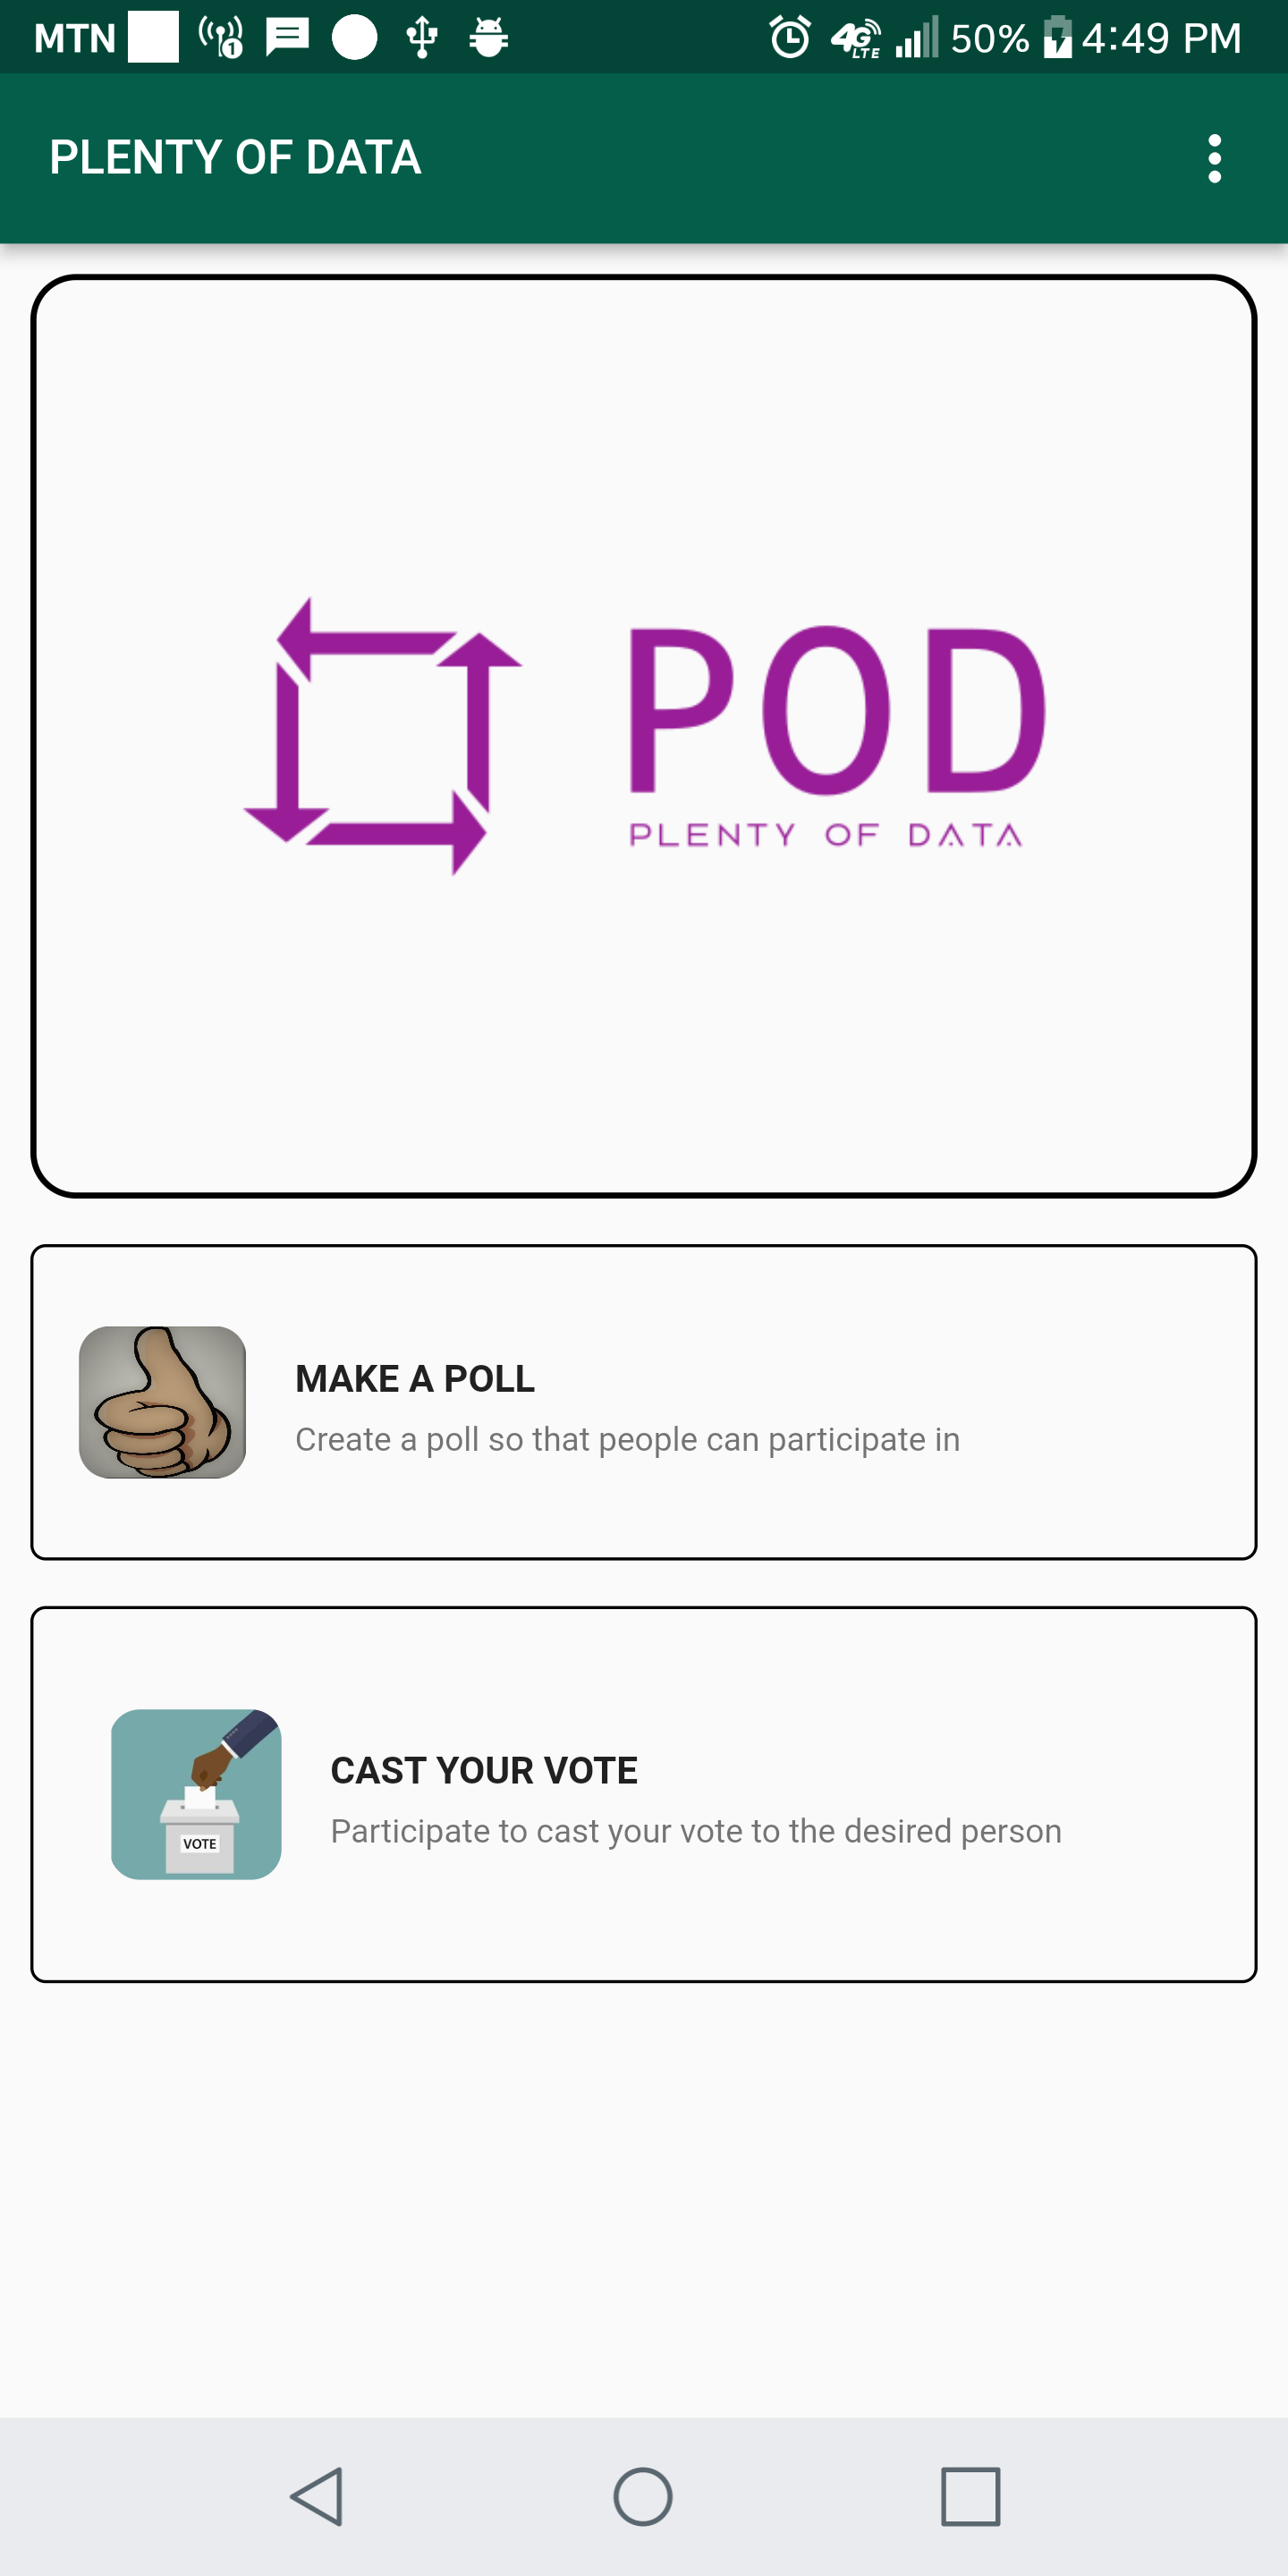 MTN 1 4G LTE 50% 4:49 PM
PLENTY OF DATA
POD
PLENTY OF DATA
MAKE A POLL
Create a poll so that people can participate in
VOTE
CAST YOUR VOTE
Participate to cast your vote to the desired person